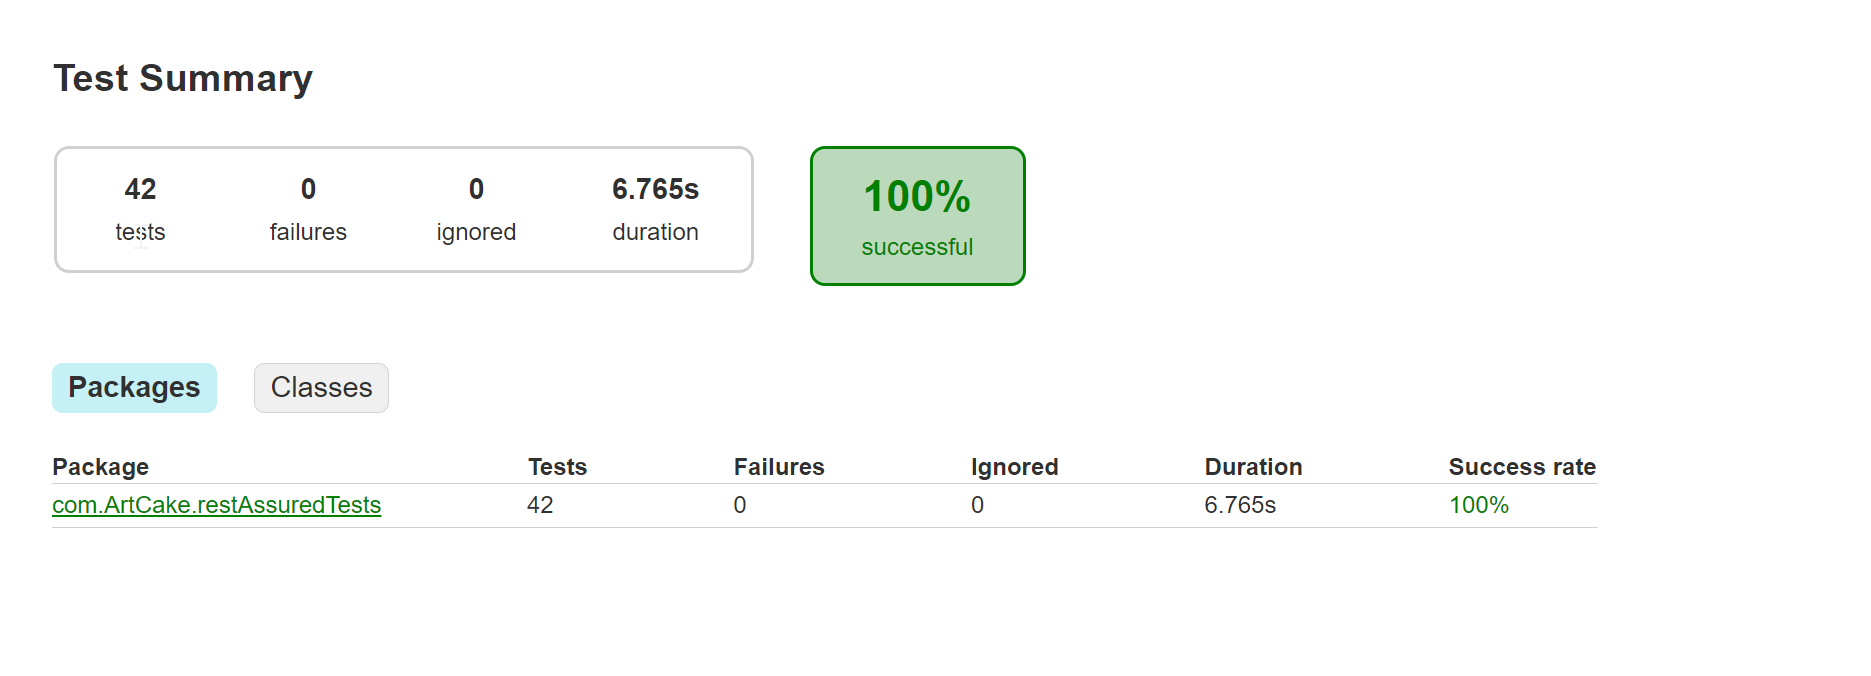 Test Summary
42 0 0 6.765s
tests failures ignored duration
100%
successful
Packages Classes
Package Tests Failures Ignored Duration Success rate
com.ArtCake.restAssuredTests 42 0 0 6.765s 100%